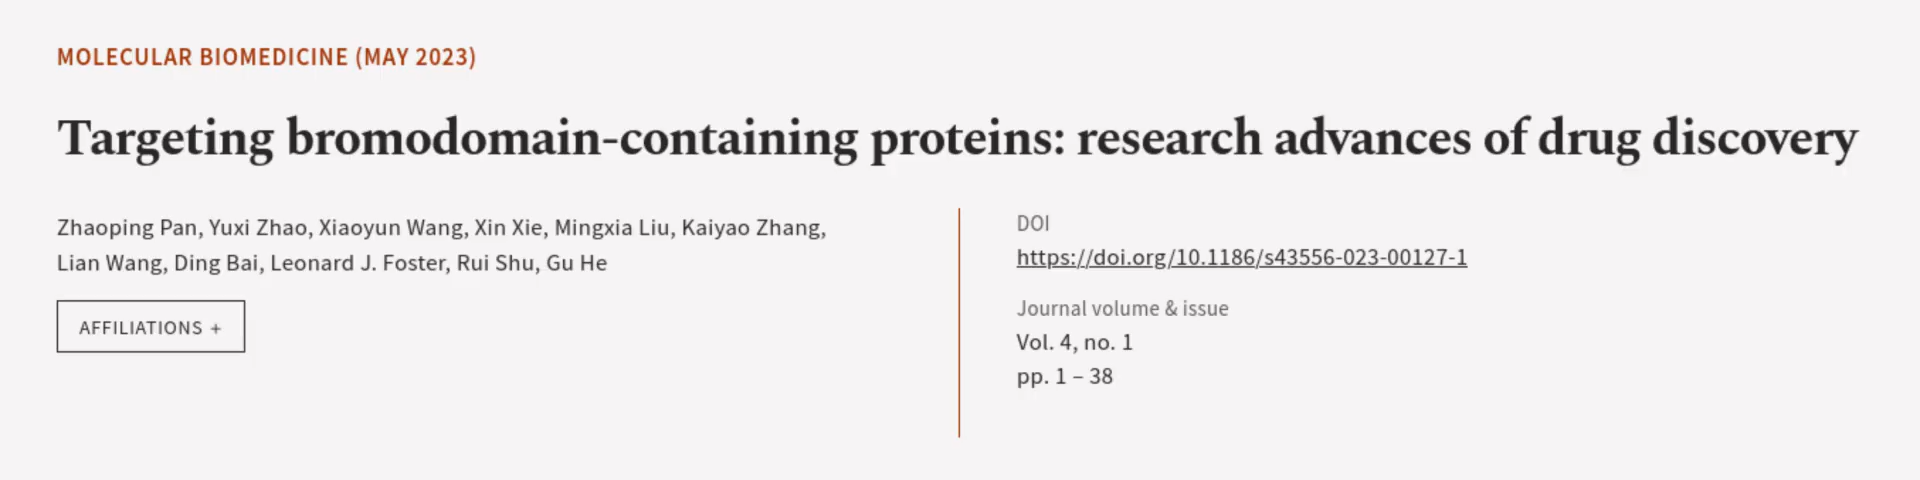 MOLECULAR BIOMEDICINE (MAY 2023)
Targeting bromodomain-containing proteins: research advances of drug discovery
Zhaoping Pan, Yuxi Zhao, Xiaoyun Wang, Xin Xie, Mingxia Liu, Kaiyao Zhang,
Lian Wang, Ding Bai, Leonard J. Foster, Rui Shu, Gu He
AFFILIATIONS +
DOI
https://doi.org/10.1186/s43556-023-00127-1
Journal volume & issue
Vol. 4, no. 1
pp. 1 – 38